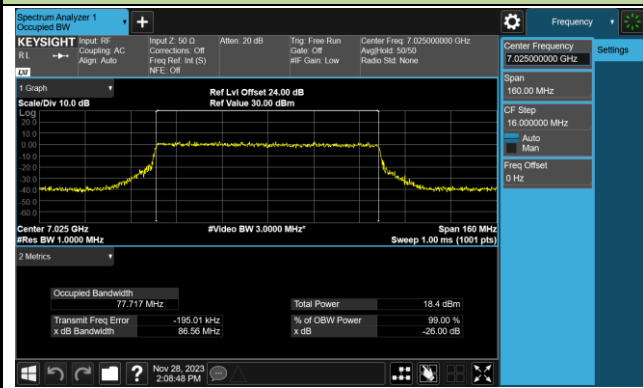 Spectrum Analyzer 1
Occupied BW
Frequency
KEYSIGHT
RL
LXI
Input: RF
Coupling: AC
Align: Auto
Input Z: 50 Ω
Corrections: Off
Freq Ref: Int (S)
NFE: Off
Atten: 20 dB
Trig: Free Run
Gate: Off
#IF Gain: Low
Center Freq: 7.025000000 GHz
Avg|Hold: 50/50
Radio Std: None
Center Frequency
7.025000000 GHz
Settings
Span
160.00 MHz
CF Step
16.000000 MHz
Auto
Man
Freq Offset
0 Hz
1 Graph
Scale/Div 10.0 dB
Ref Lvl Offset 24.00 dB
Ref Value 30.00 dBm
Log
20.0
10.0
0.00
-10.0
-20.0
-30.0
-40.0
-50.0
-60.0
Center 7.025 GHz
#Video BW 3.0000 MHz*
Span 160 MHz
#Res BW 1.0000 MHz
Sweep 1.00 ms (1001 pts)
2 Metrics
Occupied Bandwidth
77.717 MHz
Total Power 18.4 dBm
Transmit Freq Error -195.01 kHz
% of OBW Power 99.00 %
x dB Bandwidth 86.56 MHz
x dB -26.00 dB
Nov 28, 2023
2:08:48 PM